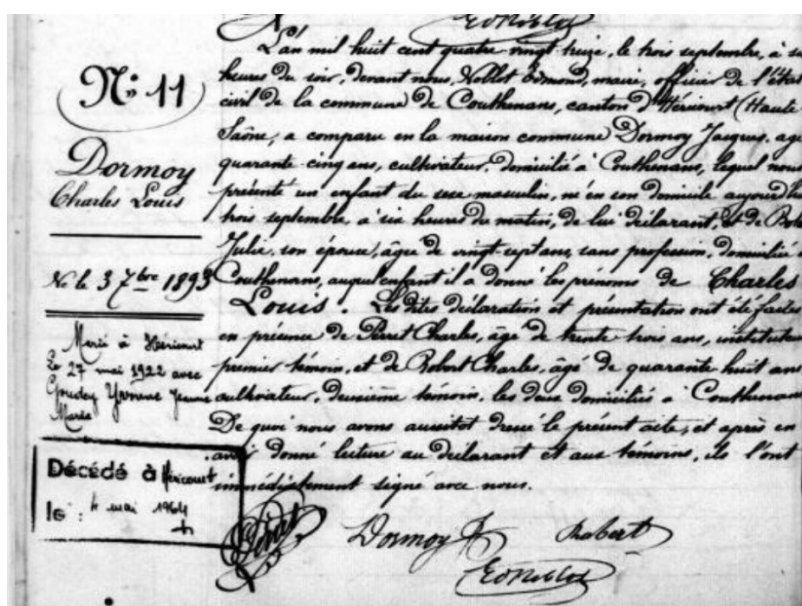 L'an mil huit cent quatre vingt treize, le trois septembre, à six
heures du soir, devant nous, Noblot Edmond, maire, officier de l'état
civil de la commune de Couthenans, canton d'Héricourt (Haute
Saône, a comparu en la maison commune Dormoy Jacques, agé
quarante cinq ans, cultivateur, domicilié à Couthenans, lequel nous
présenté un enfant du sexe masculin, né en son domicile aujourd'hui
trois septembre, à six heures du matin, de lui déclarant, et de
Julie, son épouse, âgée de vingt sept ans, sans profession, domiciliée à
Couthenans, auquel enfant il a donné les prénoms de Charles
Louis. Les dites déclaration et présentation ont été faites
en présence de Perret Charles, âgé de trente trois ans, instituteur
premier témoin, et de Robert Charles, âgé de quarante huit ans
cultivateur, deuxième témoin, les deux domiciliés à Couthenans
De quoi nous avons aussitôt dressé le présent acte, et après en
avoir donné lecture au déclarant et aux témoins, ils l'ont
immédiatement signé avec nous.
Perret Dormoy J Robert
Ed Noblot
N° 11
Dormoy
Charles Louis
Né le 3 7bre 1893
Marié à Héricourt
le 27 mai 1922 avec
Yvonne Jeanne
Marie
Décédé à Héricourt
le : 4 mai 1964